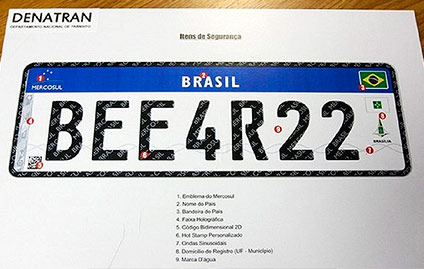 DENATRAN
DEPARTAMENTO NACIONAL DE TRÂNSITO
Itens de Segurança
BRASIL
MERCOSUL
BEE4R22
BRASÍLIA
1. Emblema do Mercosul
2. Nome do País
3. Bandeira do País
4. Faixa Holográfica
5. Código Bidimensional 2D
6. Hot Stamp Personalizado
7. Ondas Sinusoidais
8. Domicílio de Registro (UF - Município)
9. Marca D'água